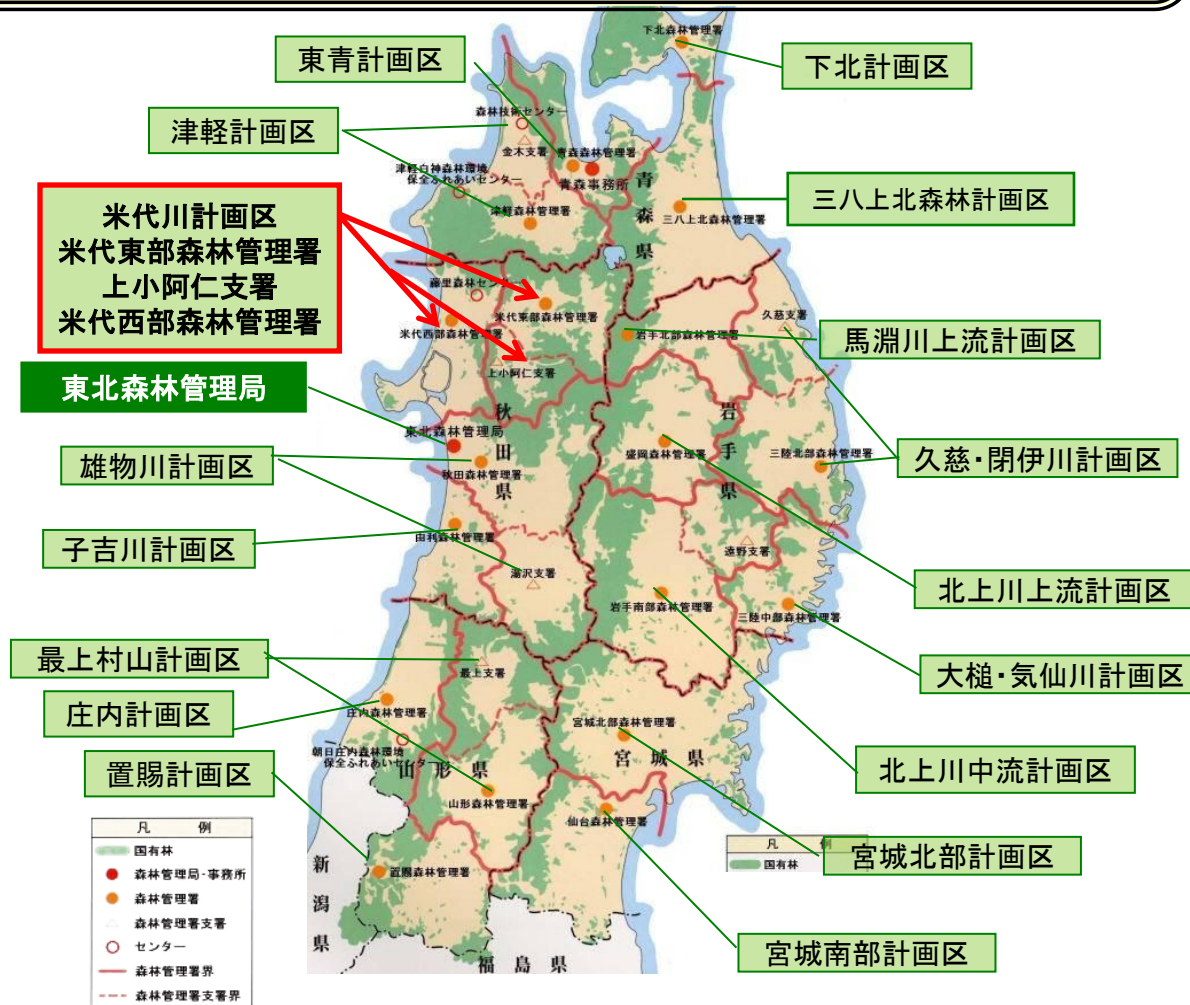 下北森林管理署
東青計画区
下北計画区
森林技術センター
津軽計画区
金木支署
青森森林管理署
青森事務所
津軽白神森林環境
保全ふれあいセンター
青森県
三八上北森林計画区
三八上北森林管理署
津軽森林管理署
米代川計画区
米代東部森林管理署
上小阿仁支署
米代西部森林管理署
藤里森林センター
米代東部森林管理署
久慈支署
米代西部森林管理署
岩手北部森林管理署
馬淵川上流計画区
上小阿仁支署
東北森林管理局
秋田県
岩手県
東北森林管理局
盛岡森林管理署
三陸北部森林管理署
久慈・閉伊川計画区
雄物川計画区
秋田森林管理署
由利森林管理署
子吉川計画区
遠野支署
湯沢支署
北上川上流計画区
岩手南部森林管理署
三陸中部森林管理署
最上村山計画区
最上支署
大槌・気仙川計画区
庄内計画区
庄内森林管理署
宮城北部森林管理署
朝日庄内森林環境
保全ふれあいセンター
山形県
宮城県
置賜計画区
北上川中流計画区
山形森林管理署
仙台森林管理署
凡例
国有林
森林管理局・事務所
森林管理署
森林管理署支署
センター
森林管理署界
森林管理署支署界
凡例
国有林
宮城北部計画区
置賜森林管理署
新潟県
宮城南部計画区
福島県